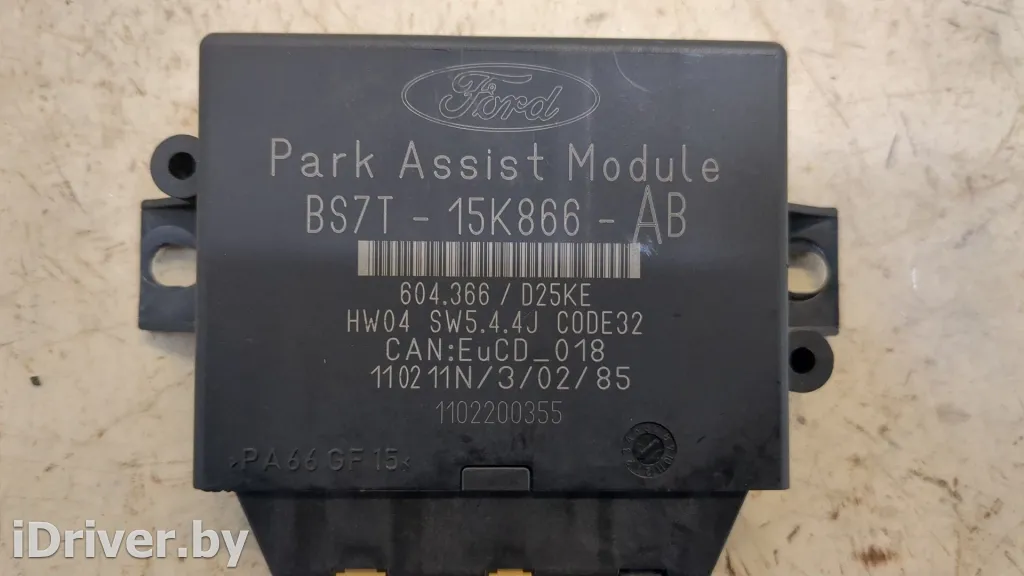 Ford
Park Assist Module
BS7T - 15K866 - AB
604.366 / D25KE
HW04 SW5.4.4J CODE32
CAN:EuCD_018
110211N/3/02/85
1102200355
PA66 GF15
iDriver.by